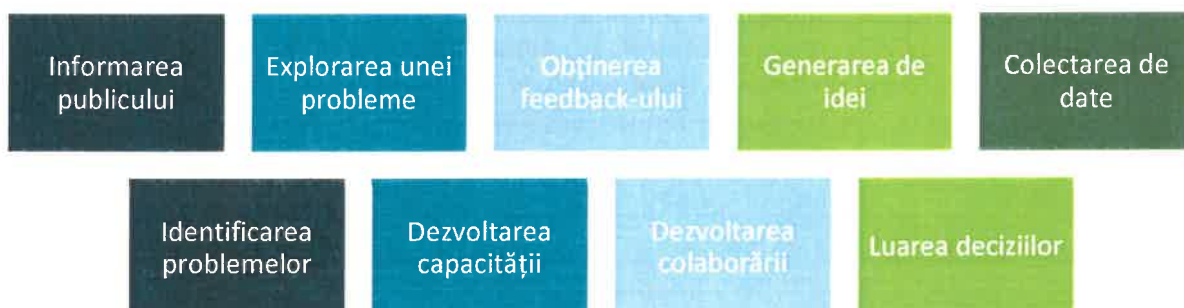 Informarea
publicului
Explorarea unei
probleme
Obținerea
feedback-ului
Generarea de
idei
Colectarea de
date
Identificarea
problemelor
Dezvoltarea
capacității
Dezvoltarea
colaborării
Luarea deciziilor